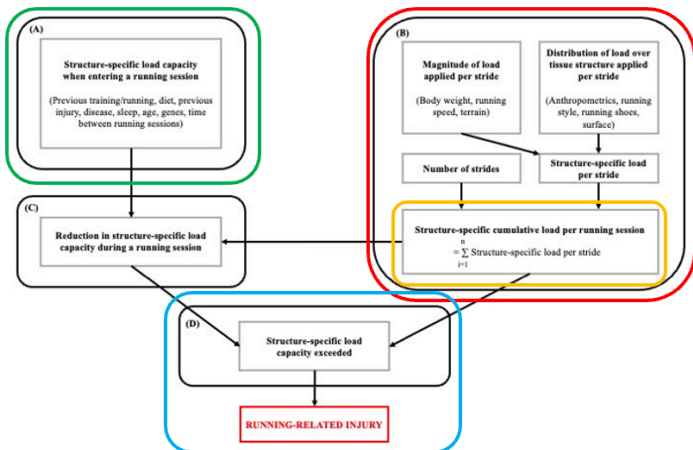 (A)
Structure-specific load capacity
when entering a running session
(Previous training/running, diet, previous
injury, disease, sleep, age, genes, time
between running sessions)
(B)
Magnitude of load
applied per stride
(Body weight, running
speed, terrain)
Distribution of load over
tissue structure applied
per stride
(Anthropometrics, running
style, running shoes,
surface)
Number of strides
Structure-specific load
per stride
Structure-specific cumulative load per running session
n
= ∑ Structure-specific load per stride
i=1
(C)
Reduction in structure-specific load
capacity during a running session
(D)
Structure-specific load
capacity exceeded
RUNNING-RELATED INJURY